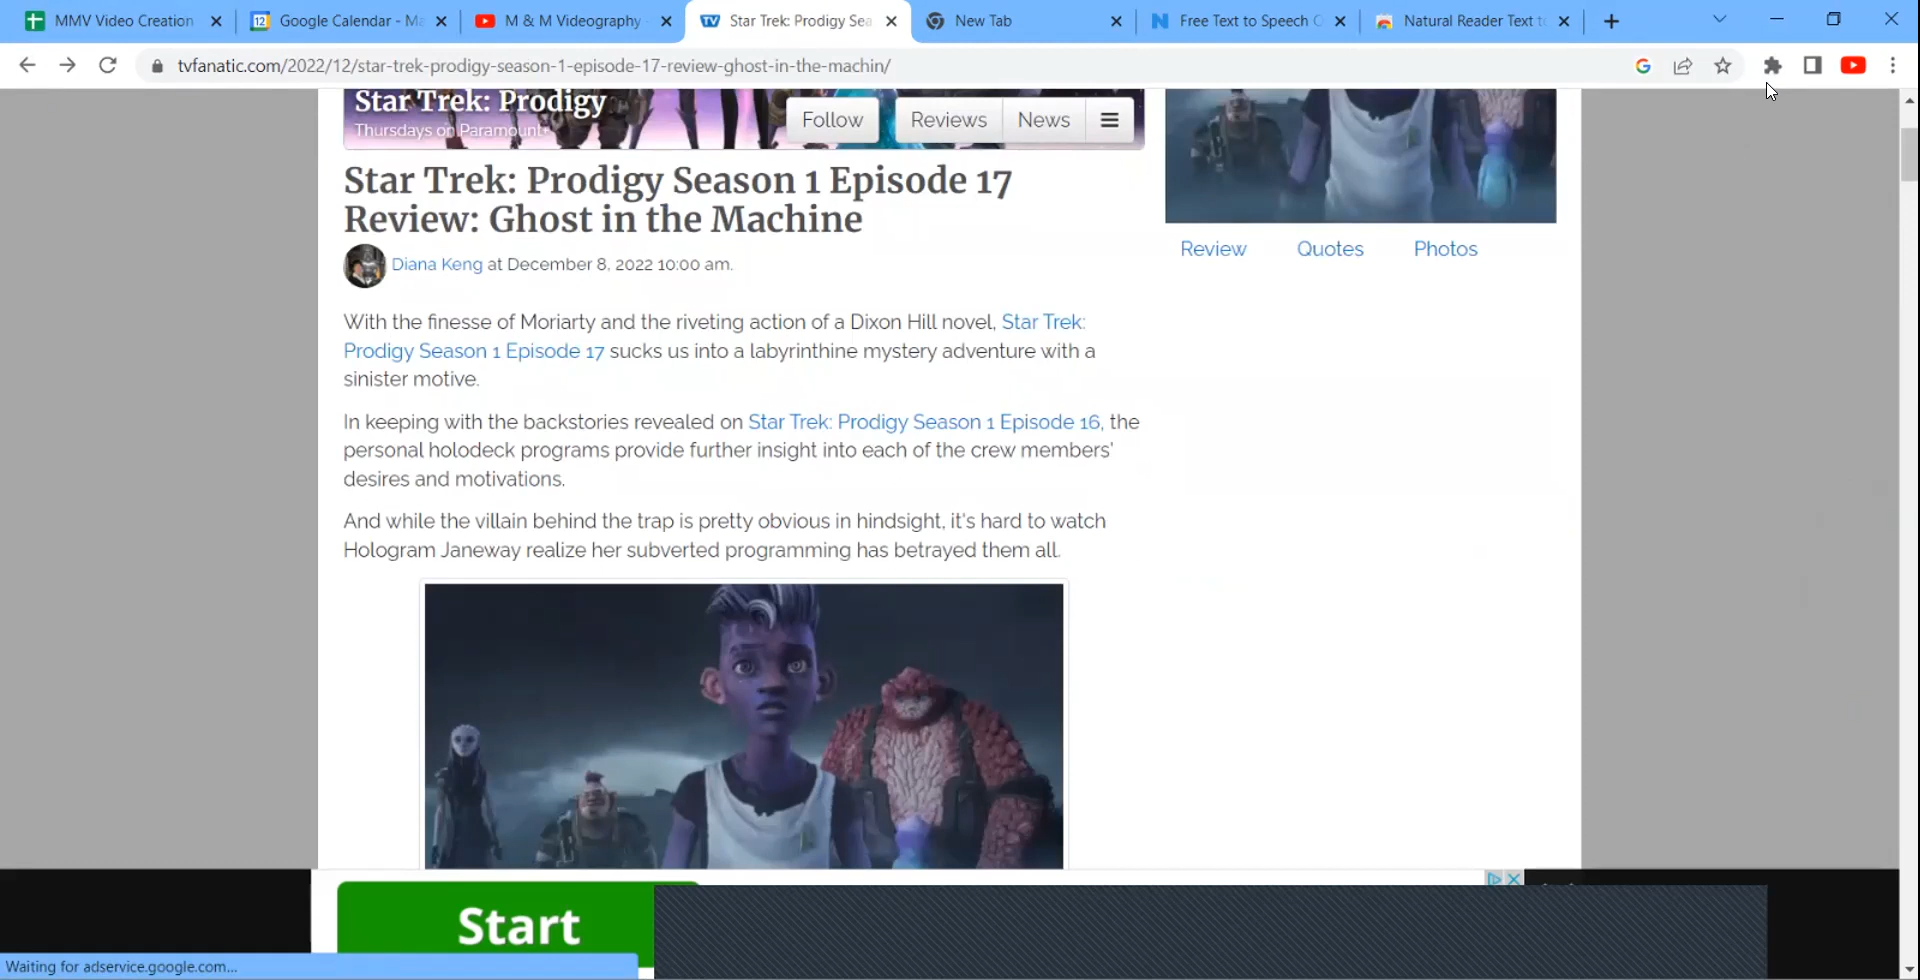 MMV Video Creation
Google Calendar - Ma
M & M Videography -
TV Star Trek: Prodigy Sea
New Tab
Free Text to Speech O
Natural Reader Text to
tvfanatic.com/2022/12/star-trek-prodigy-season-1-episode-17-review-ghost-in-the-machin/
Star Trek: Prodigy
Thursdays on Paramount+
Follow
Reviews
News
Star Trek: Prodigy Season 1 Episode 17
Review: Ghost in the Machine
Diana Keng at December 8, 2022 10:00 am.
Review
Quotes
Photos
With the finesse of Moriarty and the riveting action of a Dixon Hill novel, Star Trek:
Prodigy Season 1 Episode 17 sucks us into a labyrinthine mystery adventure with a
sinister motive.
In keeping with the backstories revealed on Star Trek: Prodigy Season 1 Episode 16, the
personal holodeck programs provide further insight into each of the crew members'
desires and motivations.
And while the villain behind the trap is pretty obvious in hindsight, it's hard to watch
Hologram Janeway realize her subverted programming has betrayed them all.
Start
Waiting for adservice.google.com...